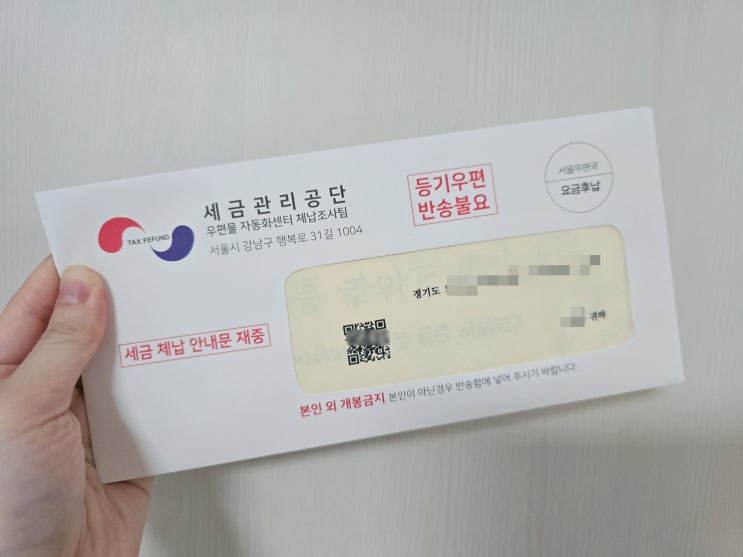 세금관리공단
우편물 자동화센터 체납조사팀
서울시 강남구 행복로 31길 1004
TAX FEFUND
등기우편
반송불요
서울우편국
요금후납
경기도
귀하
세금 체납 안내문 재중
본인 외 개봉금지 본인이 아닌경우 반송함에 넣어 주시기 바랍니다